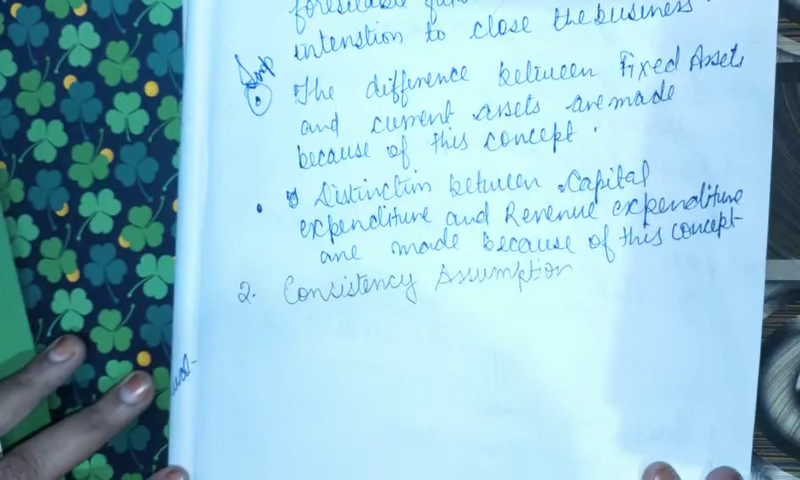 intenstion to close the business.
Imp
The difference between Fixed Assets
and current assets are made
because of this concept.
• Distinction between Capital
expenditure and Revenue expenditure
are made because of this concept
2. Consistency Assumption